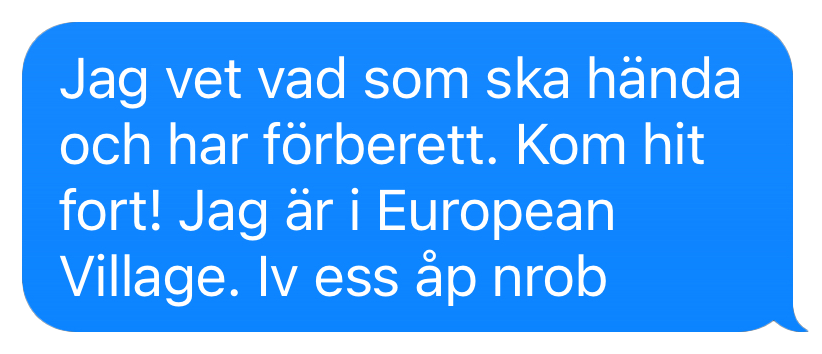 Jag vet vad som ska hända
och har förberett. Kom hit
fort! Jag är i European
Village. Iv ess åp nrob